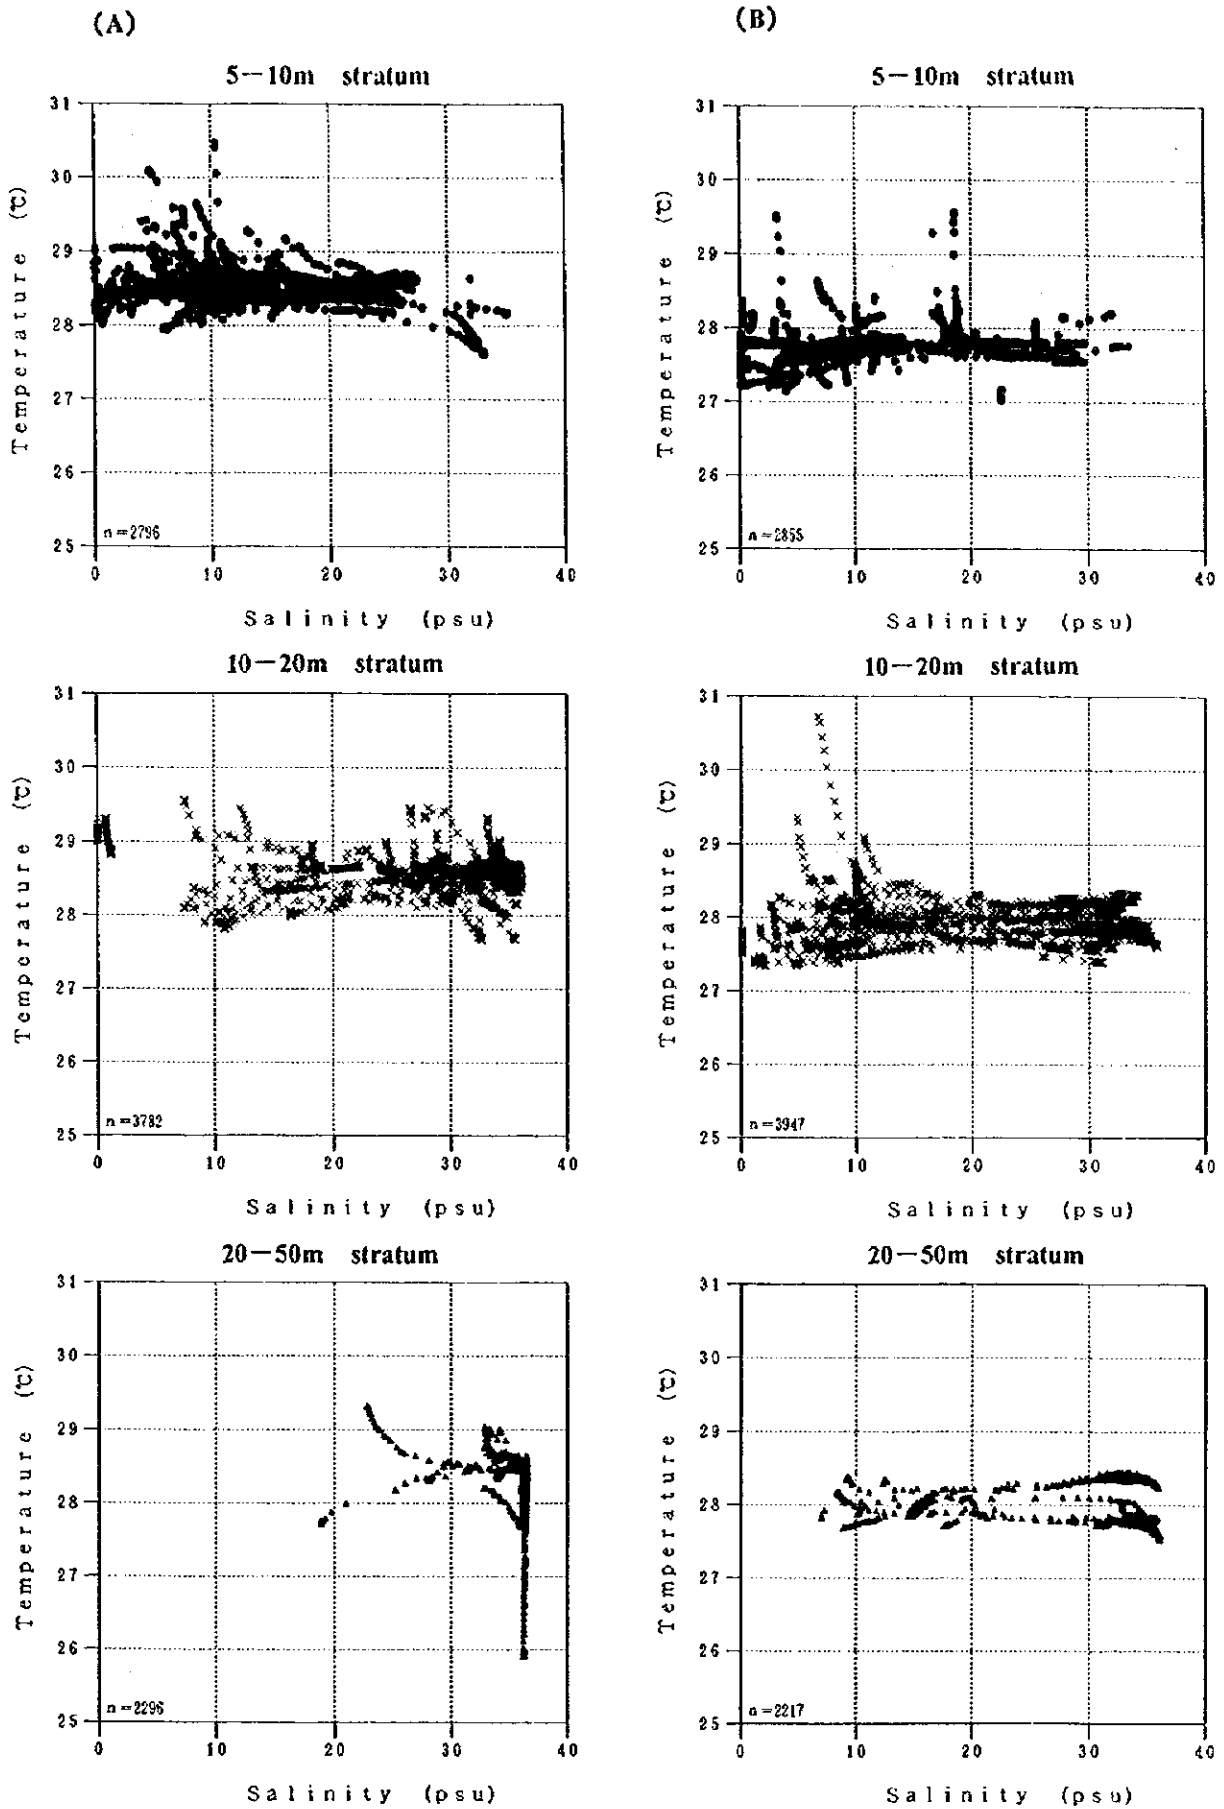 (A)
5−10m stratum
31
30
29
28
27
26
25
Temperature (℃)
n=2796
0 10 20 30 40
Salinity (psu)
10−20m stratum
31
30
29
28
27
26
25
Temperature (℃)
n=3782
0 10 20 30 40
Salinity (psu)
20−50m stratum
31
30
29
28
27
26
25
Temperature (℃)
n=2296
0 10 20 30 40
Salinity (psu)
(B)
5−10m stratum
31
30
29
28
27
26
25
Temperature (℃)
n=2855
0 10 20 30 40
Salinity (psu)
10−20m stratum
31
30
29
28
27
26
25
Temperature (℃)
n=3947
0 10 20 30 40
Salinity (psu)
20−50m stratum
31
30
29
28
27
26
25
Temperature (℃)
n=2217
0 10 20 30 40
Salinity (psu)